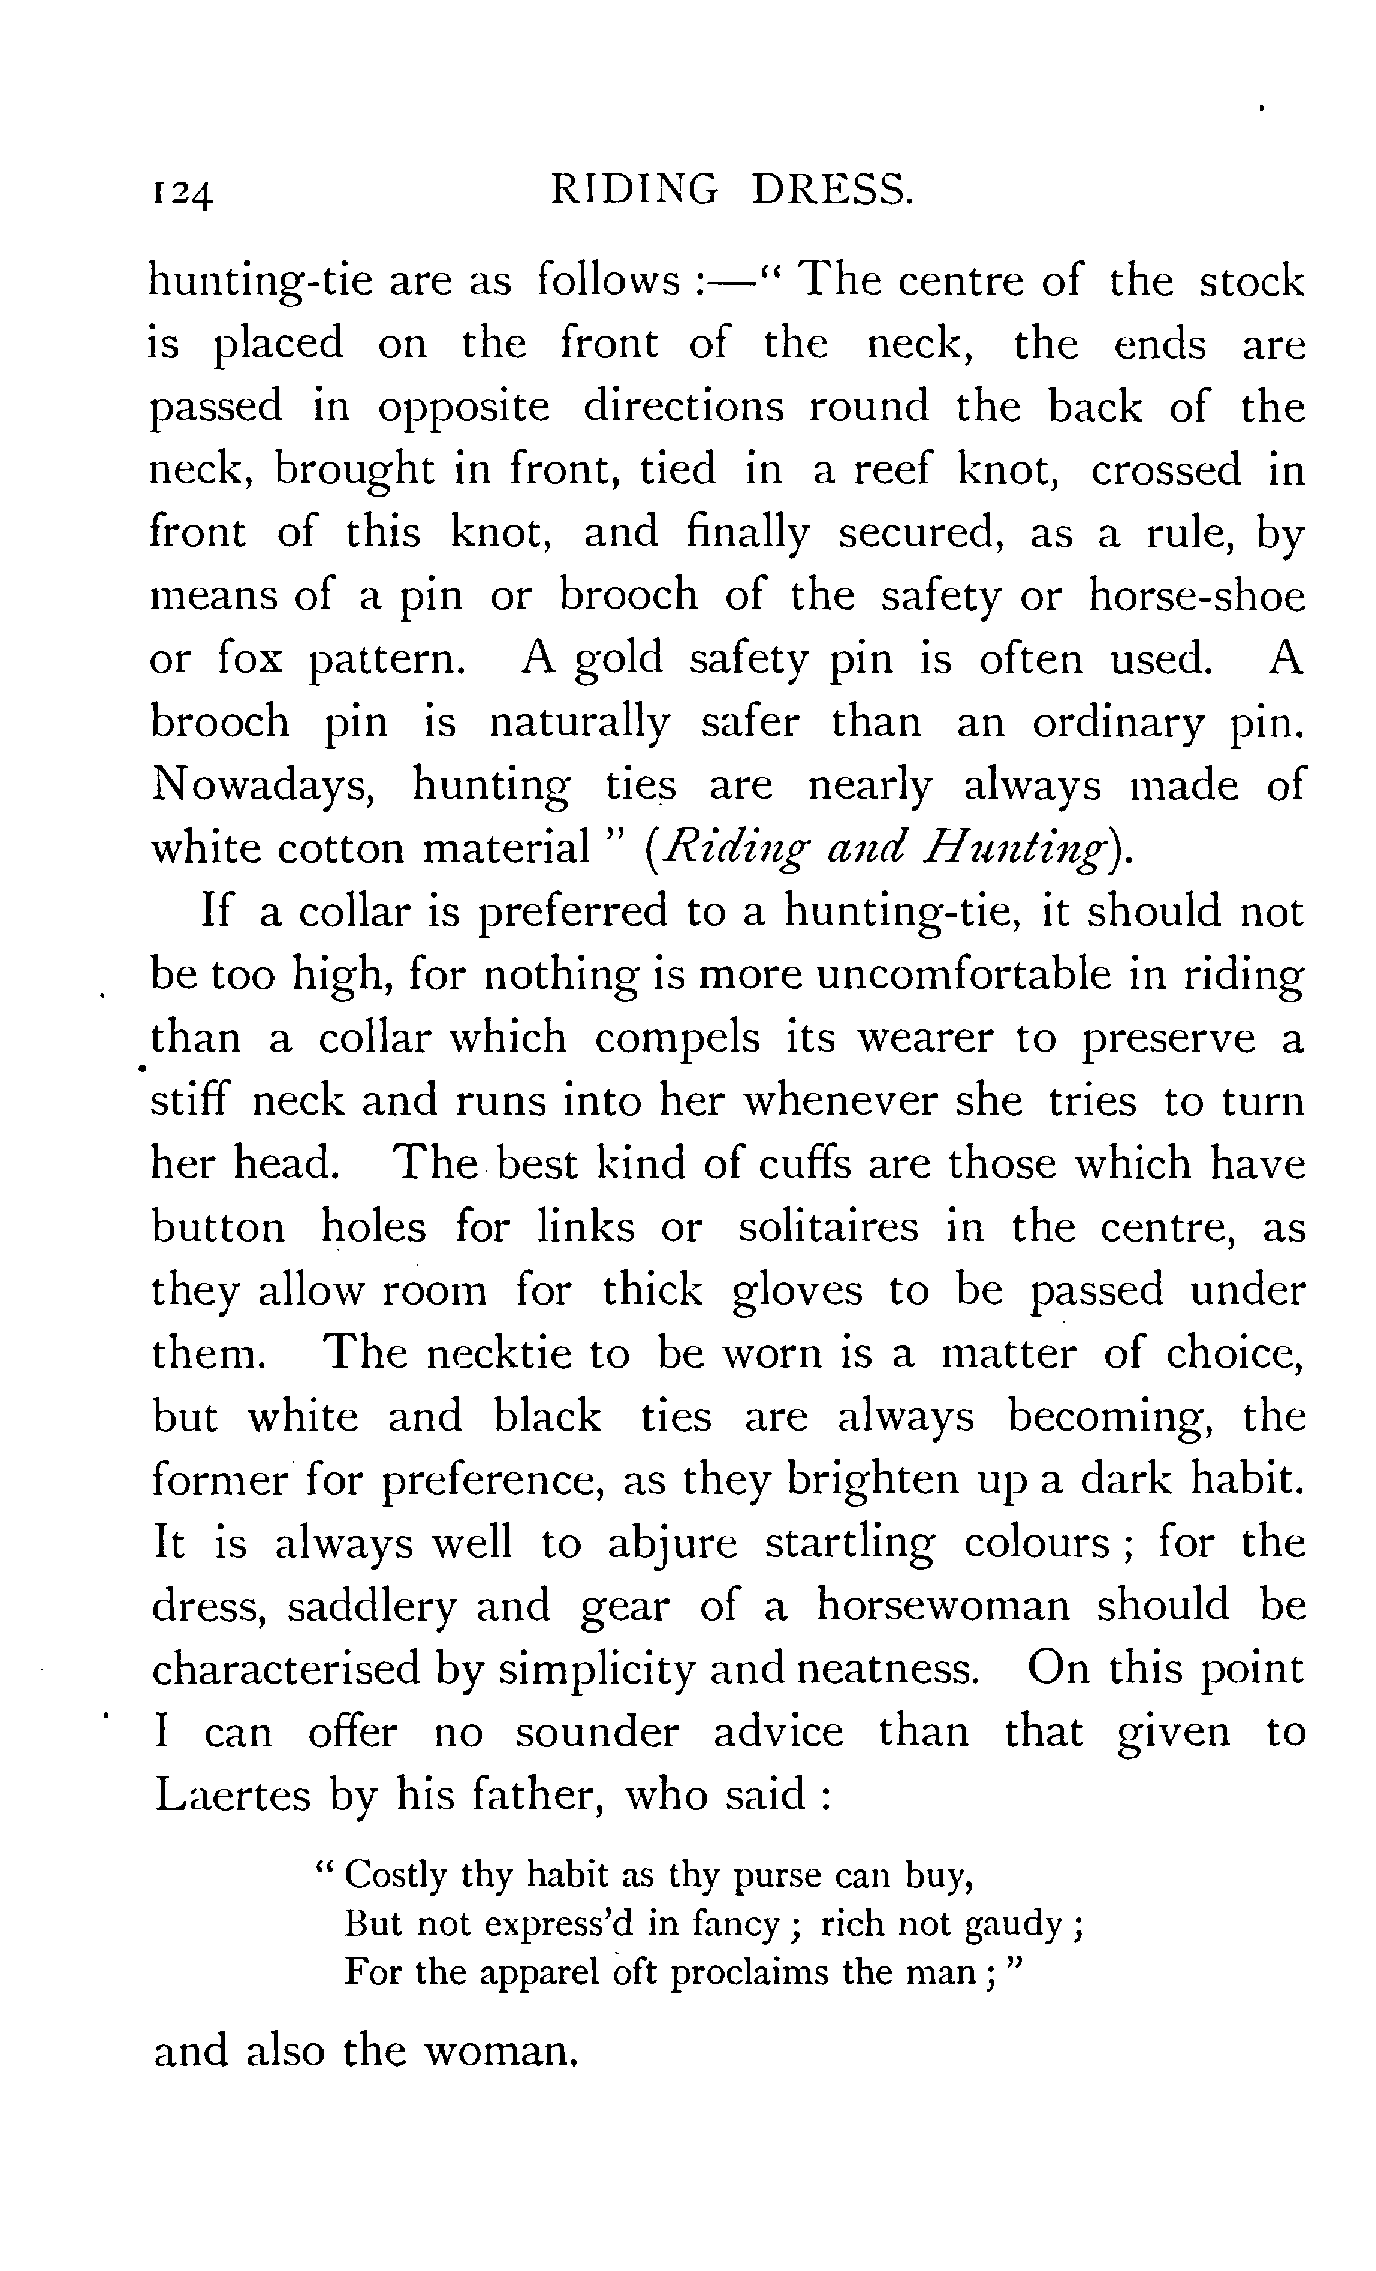 124 RIDING DRESS.
hunting-tie are as follows :—" The centre of the stock
is placed on the front of the neck, the ends are
passed in opposite directions round the back of the
neck, brought in front, tied in a reef knot, crossed in
front of this knot, and finally secured, as a rule, by
means of a pin or brooch of the safety or horse-shoe
or fox pattern. A gold safety pin is often used. A
brooch pin is naturally safer than an ordinary pin.
Nowadays, hunting ties are nearly always made of
white cotton material " (Riding and Hunting).
If a collar is preferred to a hunting-tie, it should not
be too high, for nothing is more uncomfortable in riding
than a collar which compels its wearer to preserve a
stiff neck and runs into her whenever she tries to turn
her head. The best kind of cuffs are those which have
button holes for links or solitaires in the centre, as
they allow room for thick gloves to be passed under
them. The necktie to be worn is a matter of choice,
but white and black ties are always becoming, the
former for preference, as they brighten up a dark habit.
It is always well to abjure startling colours ; for the
dress, saddlery and gear of a horsewoman should be
characterised by simplicity and neatness. On this point
I can offer no sounder advice than that given to
Laertes by his father, who said :
" Costly thy habit as thy purse can buy,
But not express'd in fancy ; rich not gaudy ;
For the apparel oft proclaims the man ; "
and also the woman.